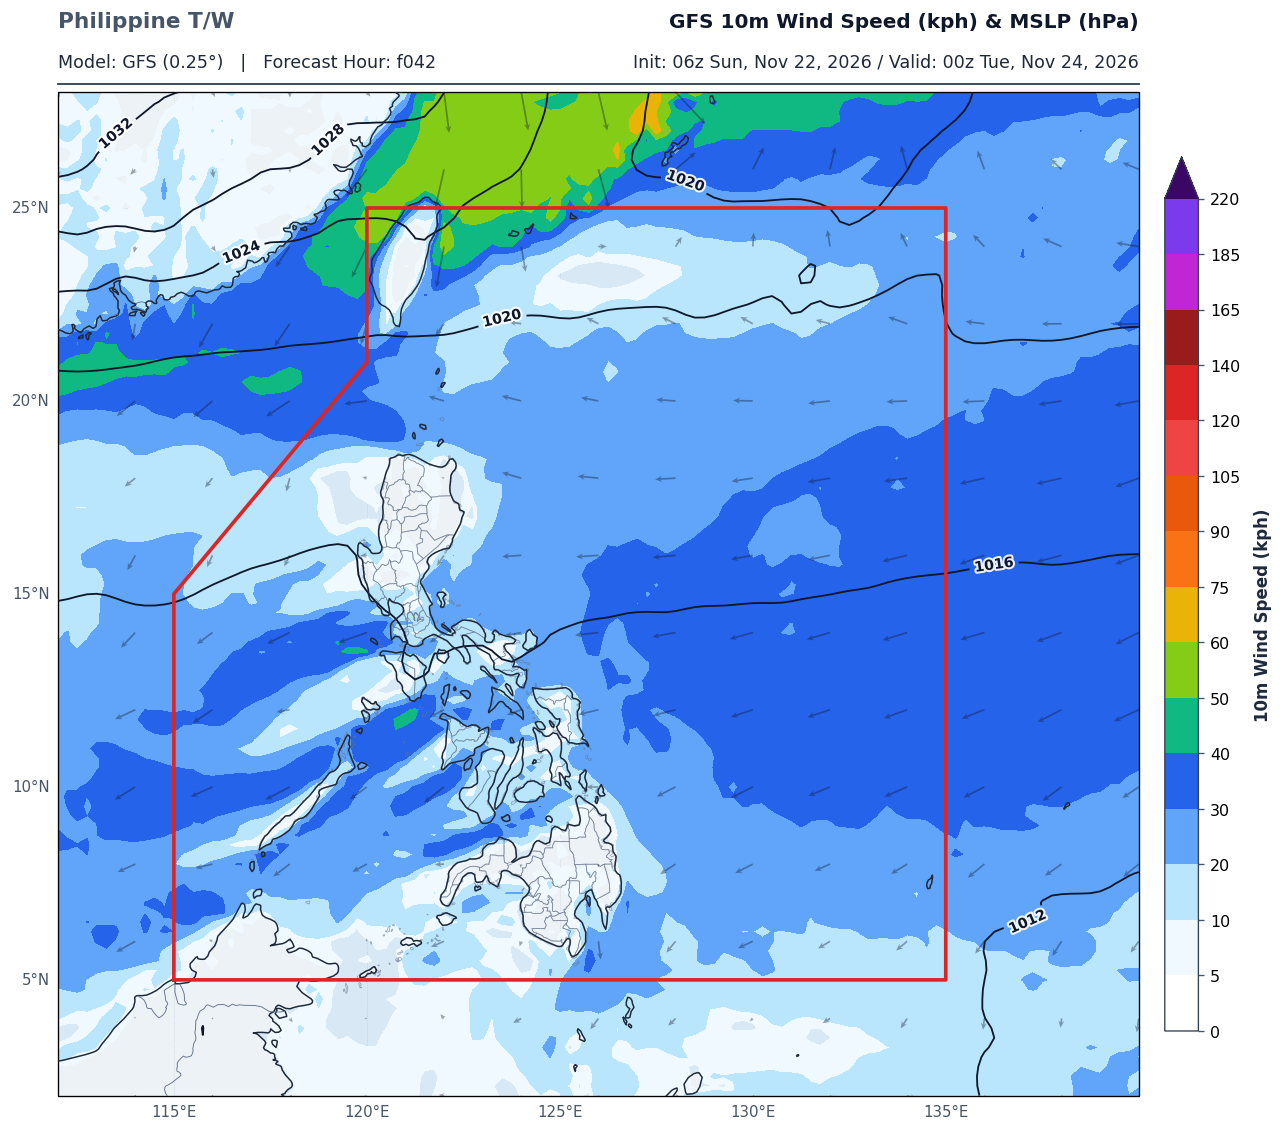 Philippine T/W
GFS 10m Wind Speed (kph) & MSLP (hPa)
Model: GFS (0.25°)   |   Forecast Hour: f042
Init: 06z Sun, Nov 22, 2026 / Valid: 00z Tue, Nov 24, 2026
1032
1028
1024
1020
1020
1016
1012
25°N
20°N
15°N
10°N
5°N
115°E
120°E
125°E
130°E
135°E
220
185
165
140
120
105
90
75
60
50
40
30
20
10
5
0
10m Wind Speed (kph)